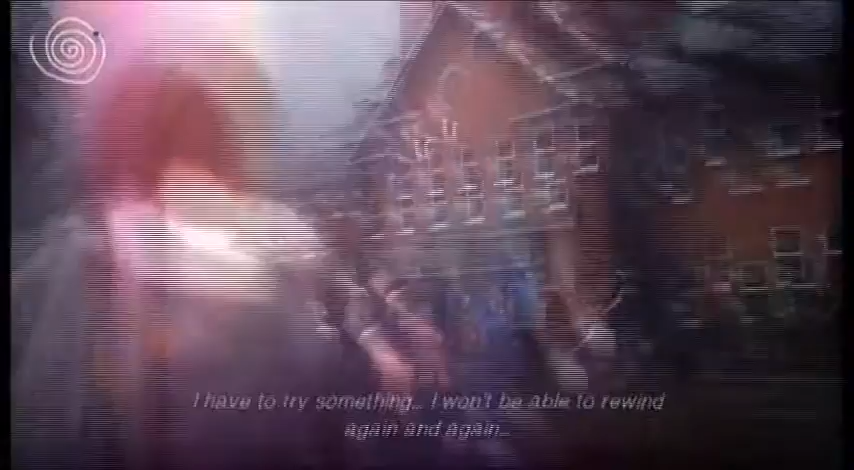 I have to try something... I won't be able to rewind
again and again...